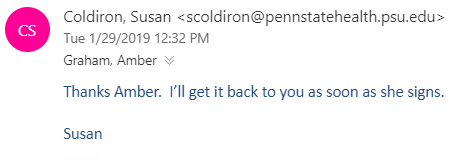 CS
Coldiron, Susan <scoldiron@pennstatehealth.psu.edu>
Tue 1/29/2019 12:32 PM
Graham, Amber
Thanks Amber.  I'll get it back to you as soon as she signs.
Susan